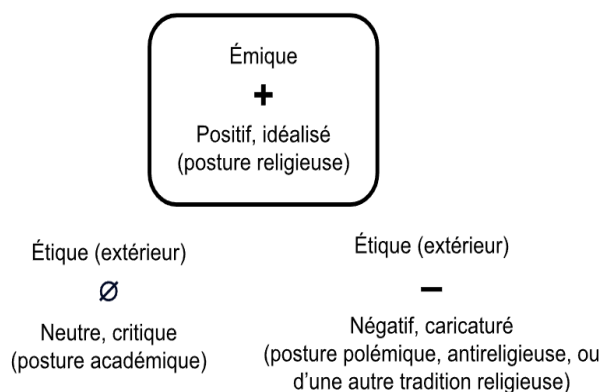 Émique
+
Positif, idéalisé
(posture religieuse)
Étique (extérieur)
∅
Neutre, critique
(posture académique)
Étique (extérieur)
–
Négatif, caricaturé
(posture polémique, antireligieuse, ou
d’une autre tradition religieuse)